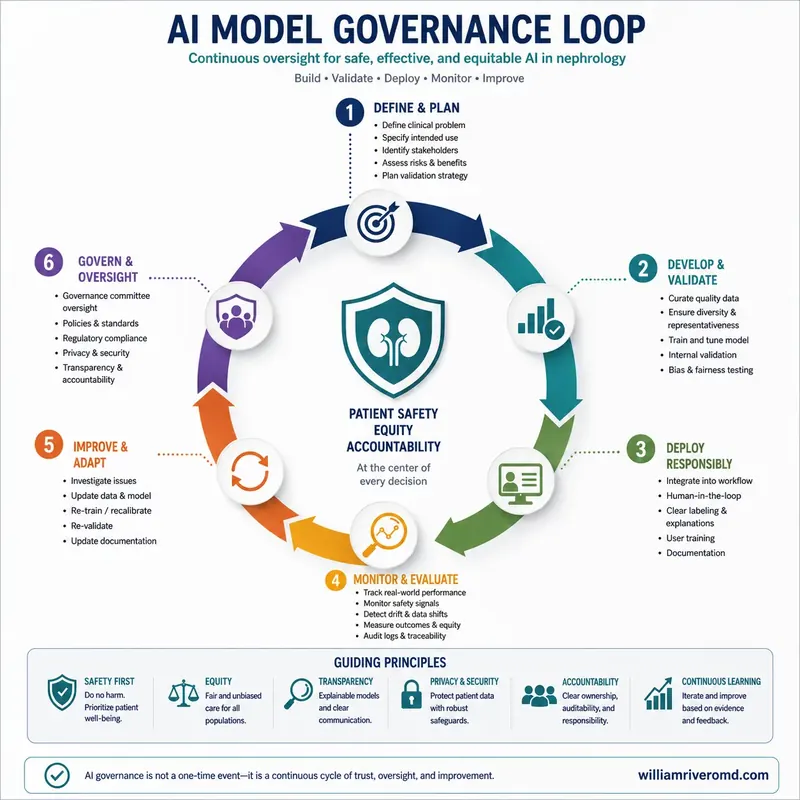 AI MODEL GOVERNANCE LOOP
Continuous oversight for safe, effective, and equitable AI in nephrology
Build • Validate • Deploy • Monitor • Improve
1
DEFINE & PLAN
• Define clinical problem
• Specify intended use
• Identify stakeholders
• Assess risks & benefits
• Plan validation strategy
2
DEVELOP &
VALIDATE
• Curate quality data
• Ensure diversity &
representativeness
• Train and tune model
• Internal validation
• Bias & fairness testing
3
DEPLOY
RESPONSIBLY
• Integrate into workflow
• Human-in-the-loop
• Clear labeling &
explanations
• User training
• Documentation
4
MONITOR & EVALUATE
• Track real-world performance
• Monitor safety signals
• Detect drift & data shifts
• Measure outcomes & equity
• Audit logs & traceability
5
IMPROVE &
ADAPT
• Investigate issues
• Update data & model
• Re-train / recalibrate
• Re-validate
• Update documentation
6
GOVERN &
OVERSIGHT
• Governance committee
oversight
• Policies & standards
• Regulatory compliance
• Privacy & security
• Transparency &
accountability
PATIENT SAFETY
EQUITY
ACCOUNTABILITY
At the center of
every decision
GUIDING PRINCIPLES
SAFETY FIRST
Do no harm.
Prioritize patient
well-being.
EQUITY
Fair and unbiased
care for all
populations.
TRANSPARENCY
Explainable models
and clear
communication.
PRIVACY & SECURITY
Protect patient data
with robust
safeguards.
ACCOUNTABILITY
Clear ownership,
auditability, and
responsibility.
CONTINUOUS LEARNING
Iterate and improve
based on evidence
and feedback.
AI governance is not a one-time event—it is a continuous cycle of trust, oversight, and improvement.
williamriveromd.com